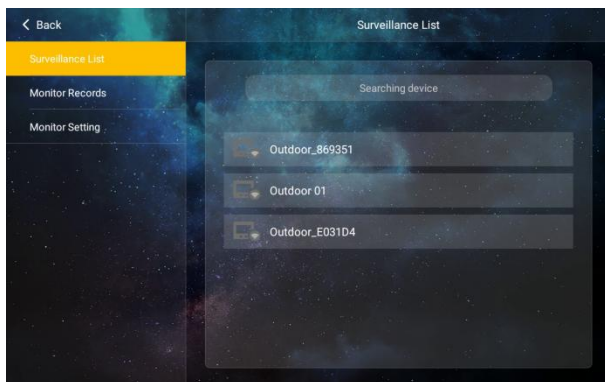 Back
Surveillance List
Surveillance List
Monitor Records
Monitor Setting
Searching device
Outdoor_869351
Outdoor 01
Outdoor_E031D4